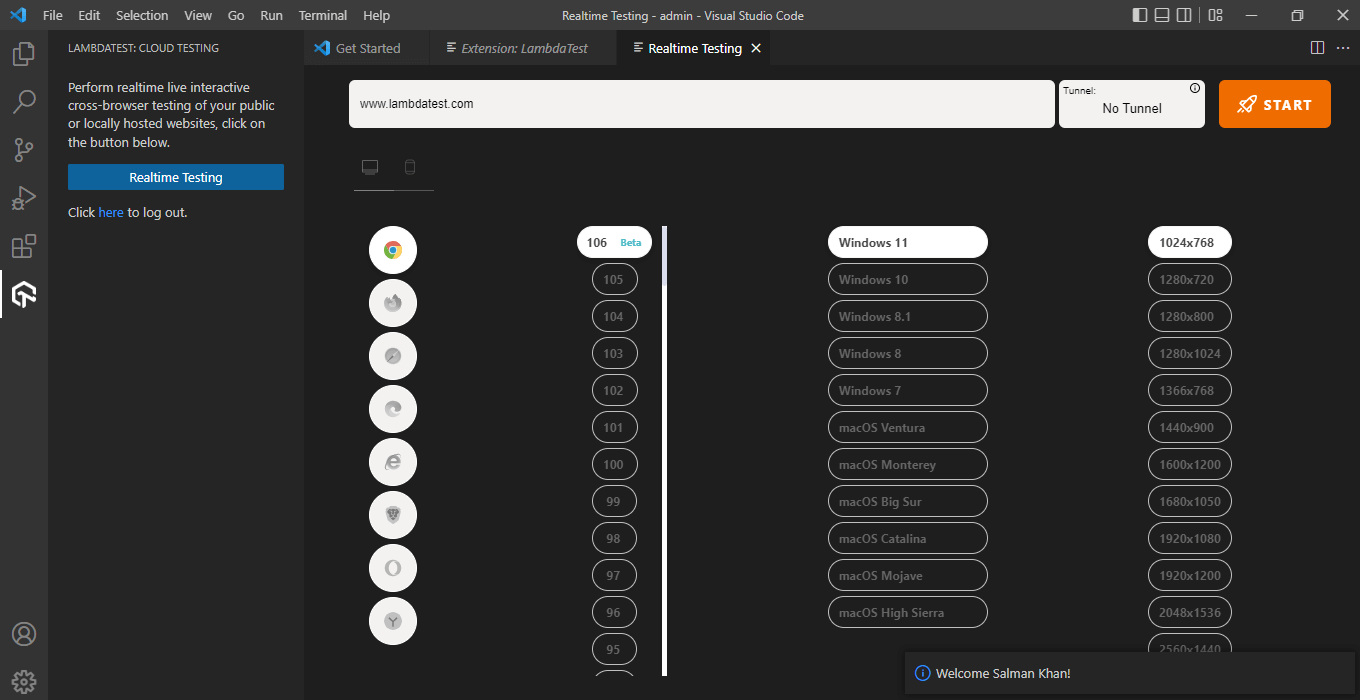 File Edit Selection View Go Run Terminal Help
Realtime Testing - admin - Visual Studio Code
LAMBDATEST: CLOUD TESTING
Perform realtime live interactive
cross-browser testing of your public
or locally hosted websites, click on
the button below.
Realtime Testing
Click here to log out.
Get Started
Extension: LambdaTest
Realtime Testing
www.lambdatest.com
Tunnel:
No Tunnel
START
106 Beta
105
104
103
102
101
100
99
98
97
96
95
Windows 11
Windows 10
Windows 8.1
Windows 8
Windows 7
macOS Ventura
macOS Monterey
macOS Big Sur
macOS Catalina
macOS Mojave
macOS High Sierra
1024x768
1280x720
1280x800
1280x1024
1366x768
1440x900
1600x1200
1680x1050
1920x1080
1920x1200
2048x1536
2560x1440
Welcome Salman Khan!